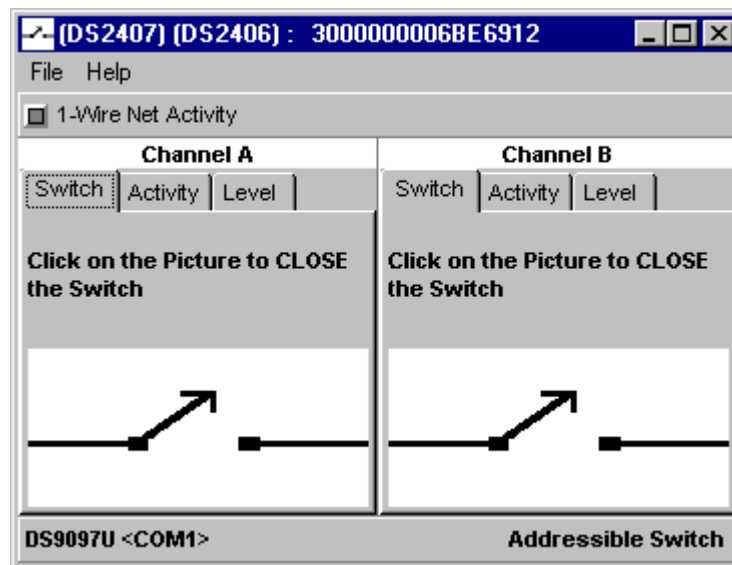 (DS2407) (DS2406) : 3000000006BE6912
File Help
1-Wire Net Activity
Channel A
Switch Activity Level
Click on the Picture to CLOSE
the Switch
Channel B
Switch Activity Level
Click on the Picture to CLOSE
the Switch
DS9097U <COM1>
Addressible Switch